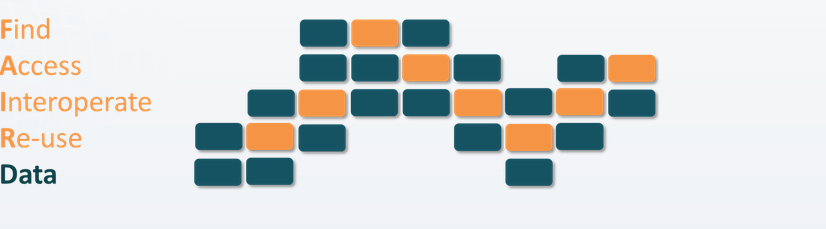 Find
Access
Interoperate
Re-use
Data